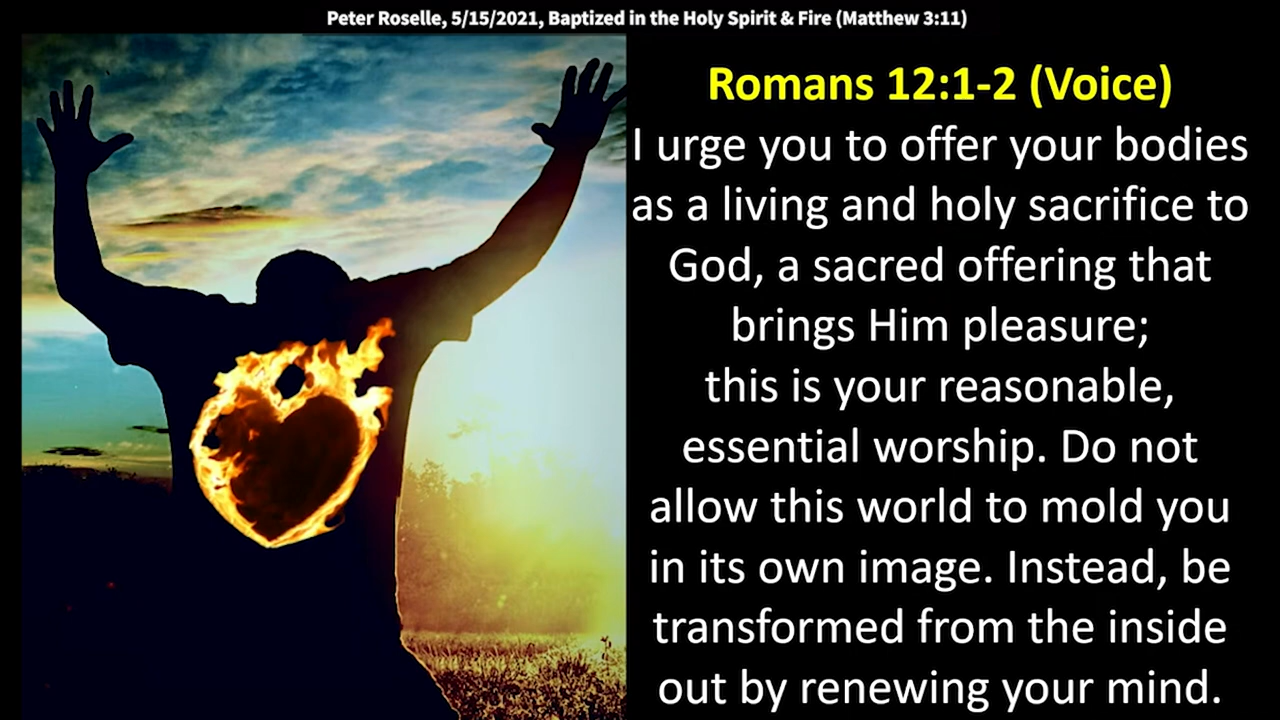 Peter Roselle, 5/15/2021, Baptized in the Holy Spirit & Fire (Matthew 3:11)
Romans 12:1-2 (Voice)
I urge you to offer your bodies
as a living and holy sacrifice to
God, a sacred offering that
brings Him pleasure;
this is your reasonable,
essential worship. Do not
allow this world to mold you
in its own image. Instead, be
transformed from the inside
out by renewing your mind.